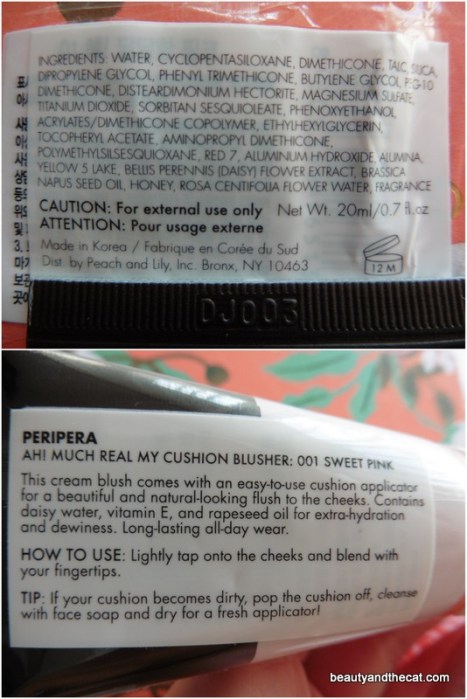 INGREDIENTS: WATER, CYCLOPENTASILOXANE, DIMETHICONE, TALC, SILICA,
DIPROPYLENE GLYCOL, PHENYL TRIMETHICONE, BUTYLENE GLYCOL, PEG-10
DIMETHICONE, DISTEARDIMONIUM HECTORITE, MAGNESIUM SULFATE,
TITANIUM DIOXIDE, SORBITAN SESQUIOLEATE, PHENOXYETHANOL,
ACRYLATES/DIMETHICONE COPOLYMER, ETHYLHEXYLGLYCERIN,
TOCOPHERYL ACETATE, AMINOPROPYL DIMETHICONE,
POLYMETHYLSILSESQUIOXANE, RED 7, ALUMINUM HYDROXIDE, ALUMINA,
YELLOW 5 LAKE, BELLIS PERENNIS (DAISY) FLOWER EXTRACT, BRASSICA
NAPUS SEED OIL, HONEY, ROSA CENTIFOLIA FLOWER WATER, FRAGRANCE
CAUTION: For external use only Net Wt. 20ml/0.7 fl.oz
ATTENTION: Pour usage externe
Made in Korea / Fabrique en Corée du Sud
Dist. by Peach and Lily, Inc. Bronx, NY 10463
12 M
DJ003
PERIPERA
AH! MUCH REAL MY CUSHION BLUSHER: 001 SWEET PINK
This cream blush comes with an easy-to-use cushion applicator
for a beautiful and natural-looking flush to the cheeks. Contains
daisy water, vitamin E, and rapeseed oil for extra-hydration
and dewiness. Long-lasting all-day wear.
HOW TO USE: Lightly tap onto the cheeks and blend with
your fingertips.
TIP: If your cushion becomes dirty, pop the cushion off, cleanse
with face soap and dry for a fresh applicator!
beautyandthecat.com